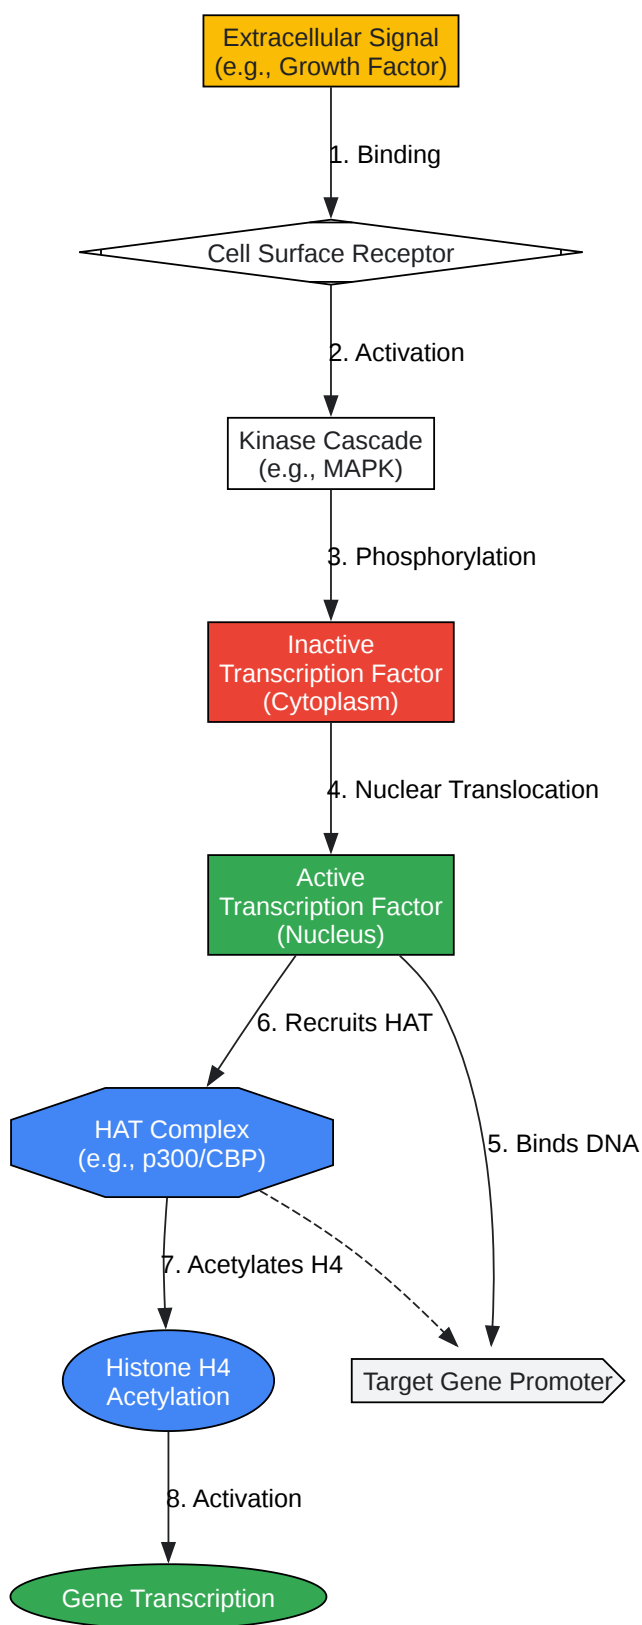 Extracellular Signal
(e.g., Growth Factor)
1. Binding
Cell Surface Receptor
2. Activation
Kinase Cascade
(e.g., MAPK)
3. Phosphorylation
Inactive
Transcription Factor
(Cytoplasm)
4. Nuclear Translocation
Active
Transcription Factor
(Nucleus)
6. Recruits HAT
HAT Complex
(e.g., p300/CBP)
5. Binds DNA
7. Acetylates H4
Histone H4
Acetylation
Target Gene Promoter
8. Activation
Gene Transcription